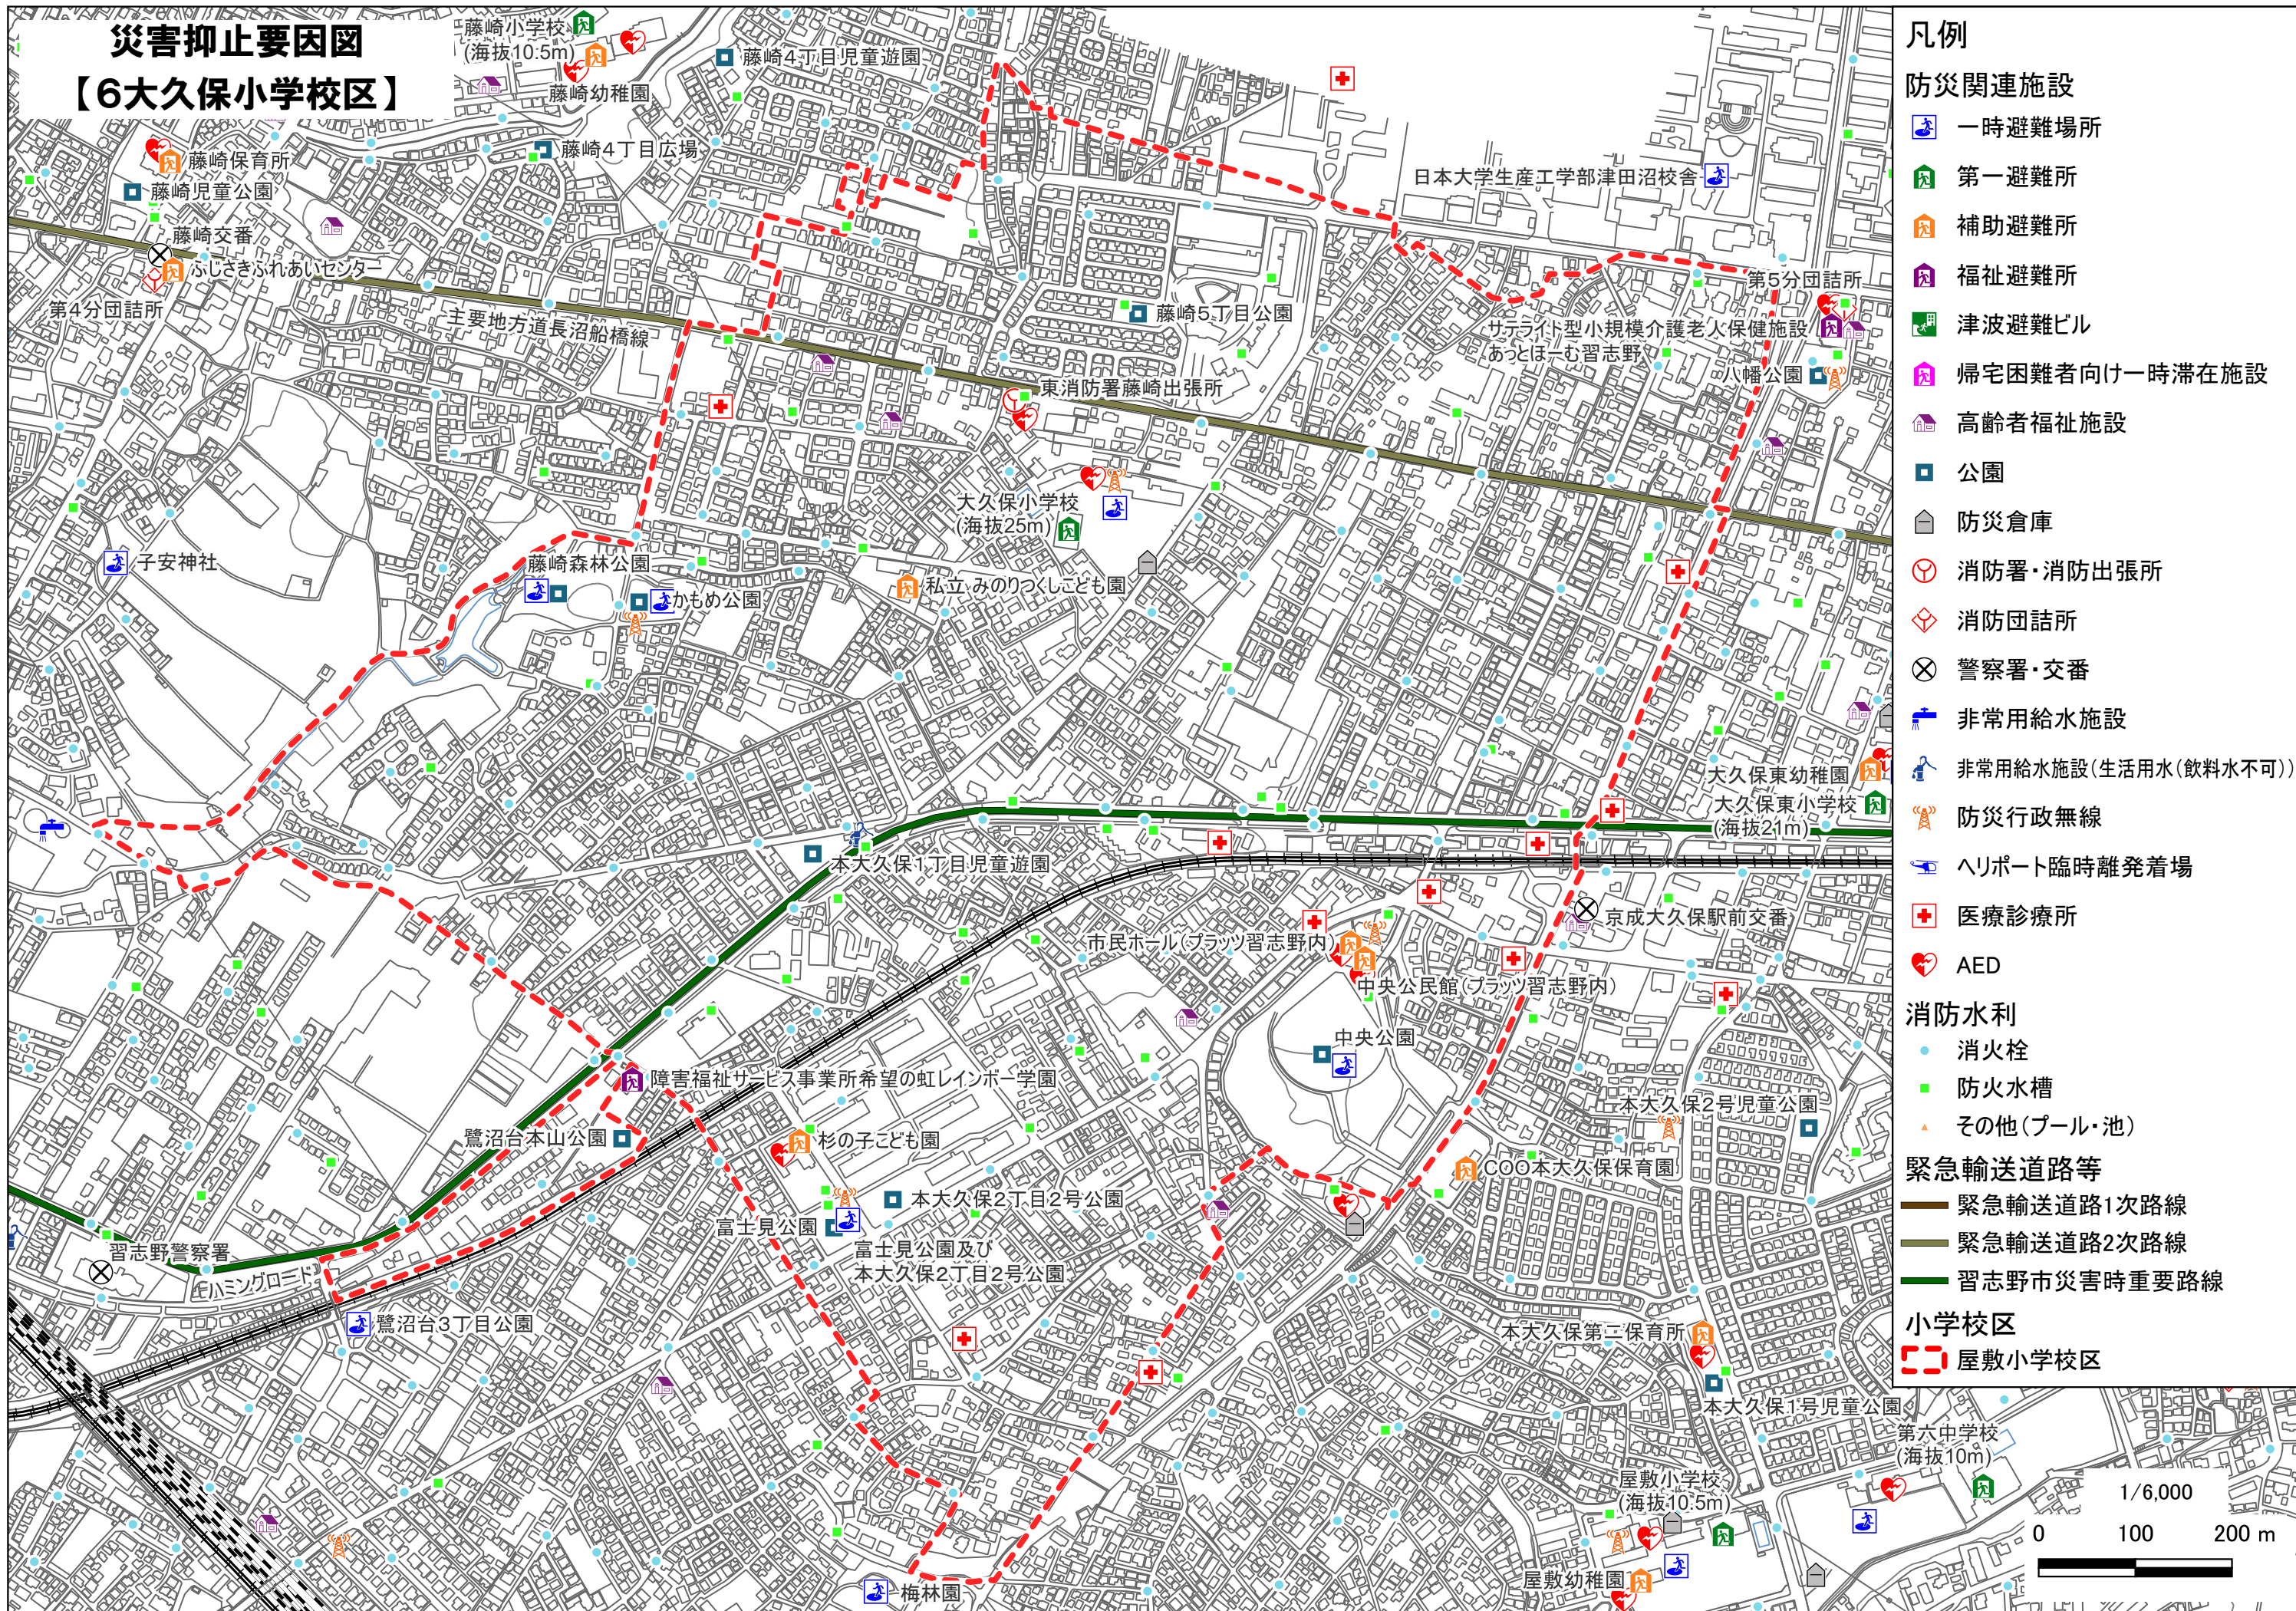 災害抑止要因図
【６大久保小学校区】
藤崎小学校
(海抜10.5m)
藤崎幼稚園
藤崎4丁目児童遊園
藤崎4丁目広場
藤崎保育所
藤崎児童公園
藤崎交番
ふじさきふれあいセンター
第4分団詰所
主要地方道長沼船橋線
日本大学生産工学部津田沼校舎
第5分団詰所
藤崎5丁目公園
サテライト型小規模介護老人保健施設
あっとほーむ習志野
八幡公園
東消防署藤崎出張所
大久保小学校
(海抜25m)
子安神社
藤崎森林公園
かもめ公園
私立 みのりつくしこども園
大久保東幼稚園
大久保東小学校
(海抜21m)
本大久保1丁目児童遊園
京成大久保駅前交番
市民ホール(プラッツ習志野内)
中央公民館(プラッツ習志野内)
中央公園
障害福祉サービス事業所希望の虹レインボー学園
鷺沼台本山公園
杉の子こども園
本大久保2号児童公園
COO本大久保保育園
本大久保2丁目2号公園
富士見公園
富士見公園及び
本大久保2丁目2号公園
習志野警察署
ハミングロード
鷺沼台3丁目公園
本大久保第二保育所
本大久保1号児童公園
第六中学校
(海抜10m)
屋敷小学校
(海抜10.5m)
屋敷幼稚園
梅林園
凡例
防災関連施設
一時避難場所
第一避難所
補助避難所
福祉避難所
津波避難ビル
帰宅困難者向け一時滞在施設
高齢者福祉施設
公園
防災倉庫
消防署・消防出張所
消防団詰所
警察署・交番
非常用給水施設
非常用給水施設(生活用水(飲料水不可))
防災行政無線
ヘリポート臨時離発着場
医療診療所
AED
消防水利
消火栓
防火水槽
その他(プール・池)
緊急輸送道路等
緊急輸送道路1次路線
緊急輸送道路2次路線
習志野市災害時重要路線
小学校区
屋敷小学校区
1/6,000
0 100 200 m